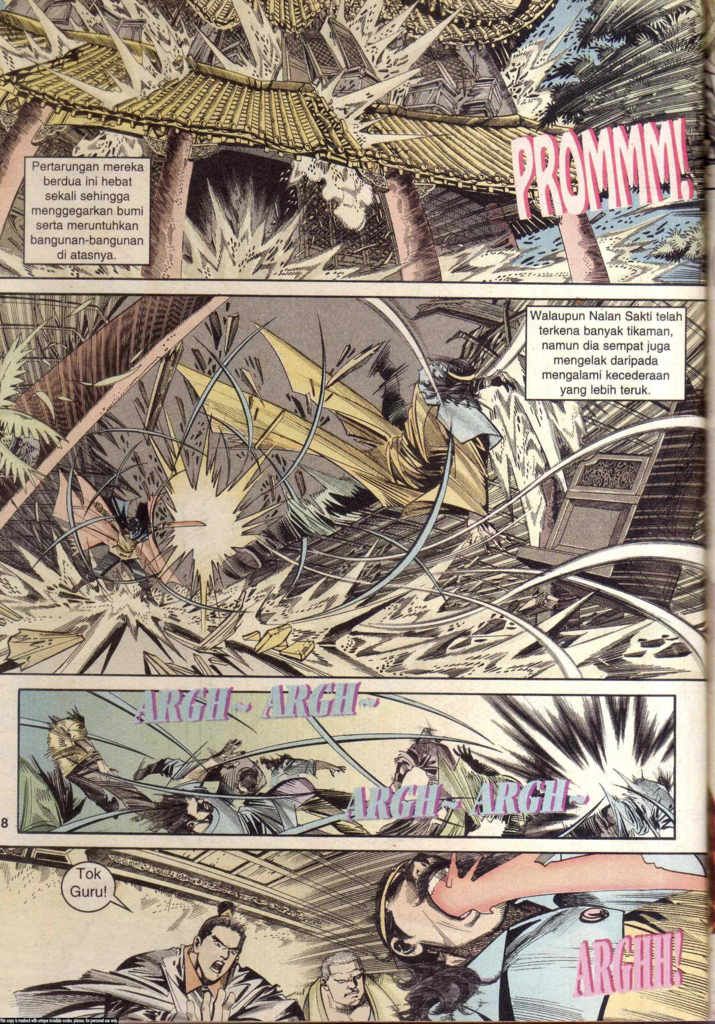 Pertarungan mereka
berdua ini hebat
sekali sehingga
menggegarkan bumi
serta meruntuhkan
bangunan-bangunan
di atasnya.
PROMMM!
Walaupun Nalan Sakti telah
terkena banyak tikaman,
namun dia sempat juga
mengelak daripada
mengalami kecederaan
yang lebih teruk.
ARGH~ ARGH~
ARGH~ ARGH~
8
Tok
Guru!
ARGHH!